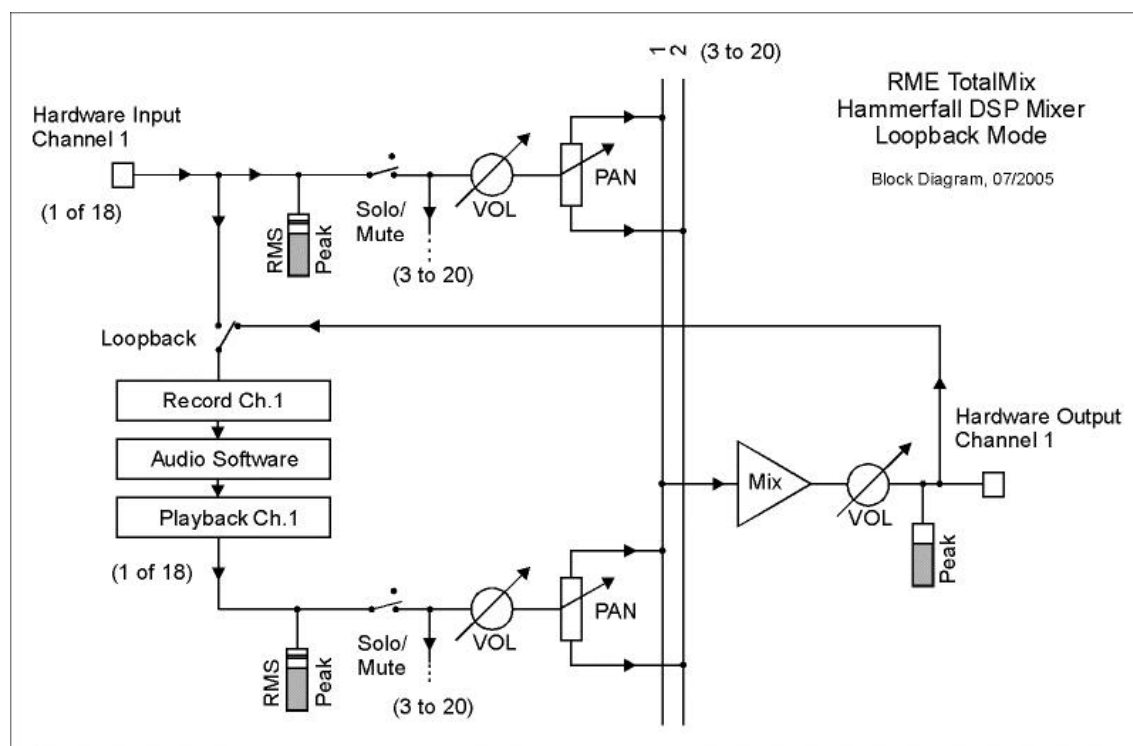 1
2
(3 to 20)
RME TotalMix
Hammerfall DSP Mixer
Loopback Mode
Block Diagram, 07/2005
Hardware Input
Channel 1
(1 of 18)
RMS
Peak
Solo/
Mute
(3 to 20)
VOL
PAN
Loopback
Record Ch.1
Audio Software
Playback Ch.1
(1 of 18)
Hardware Output
Channel 1
Mix
VOL
Peak
RMS
Peak
Solo/
Mute
(3 to 20)
VOL
PAN